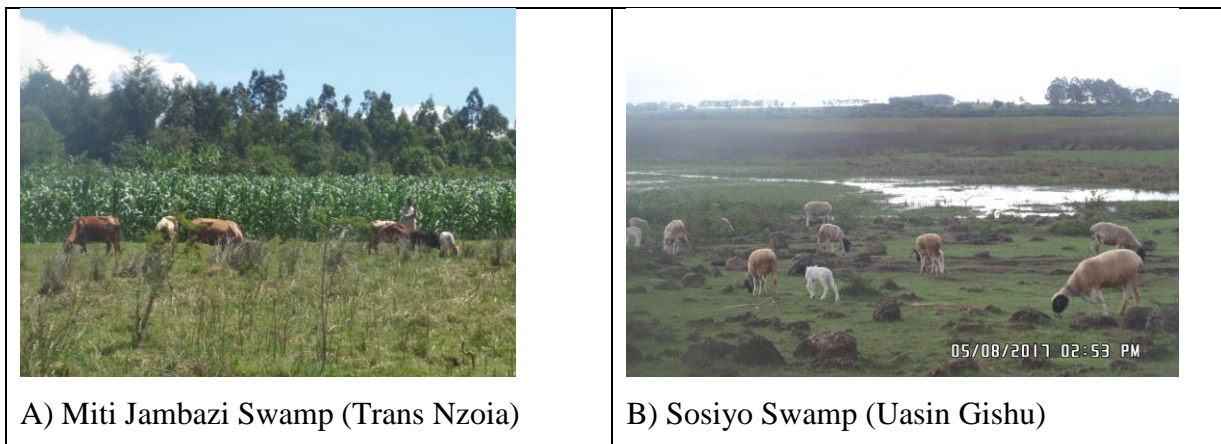 05/08/2017 02:53 PM
A) Miti Jambazi Swamp (Trans Nzoia)
B) Sosiyo Swamp (Uasin Gishu)